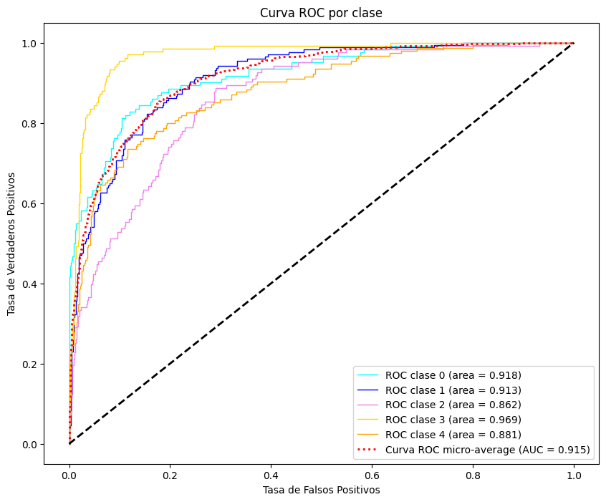 Curva ROC por clase
Tasa de Verdaderos Positivos
1.0
0.8
0.6
0.4
0.2
0.0
ROC clase 0 (area = 0.918)
ROC clase 1 (area = 0.913)
ROC clase 2 (area = 0.862)
ROC clase 3 (area = 0.969)
ROC clase 4 (area = 0.881)
Curva ROC micro-average (AUC = 0.915)
0.0 0.2 0.4 0.6 0.8 1.0
Tasa de Falsos Positivos